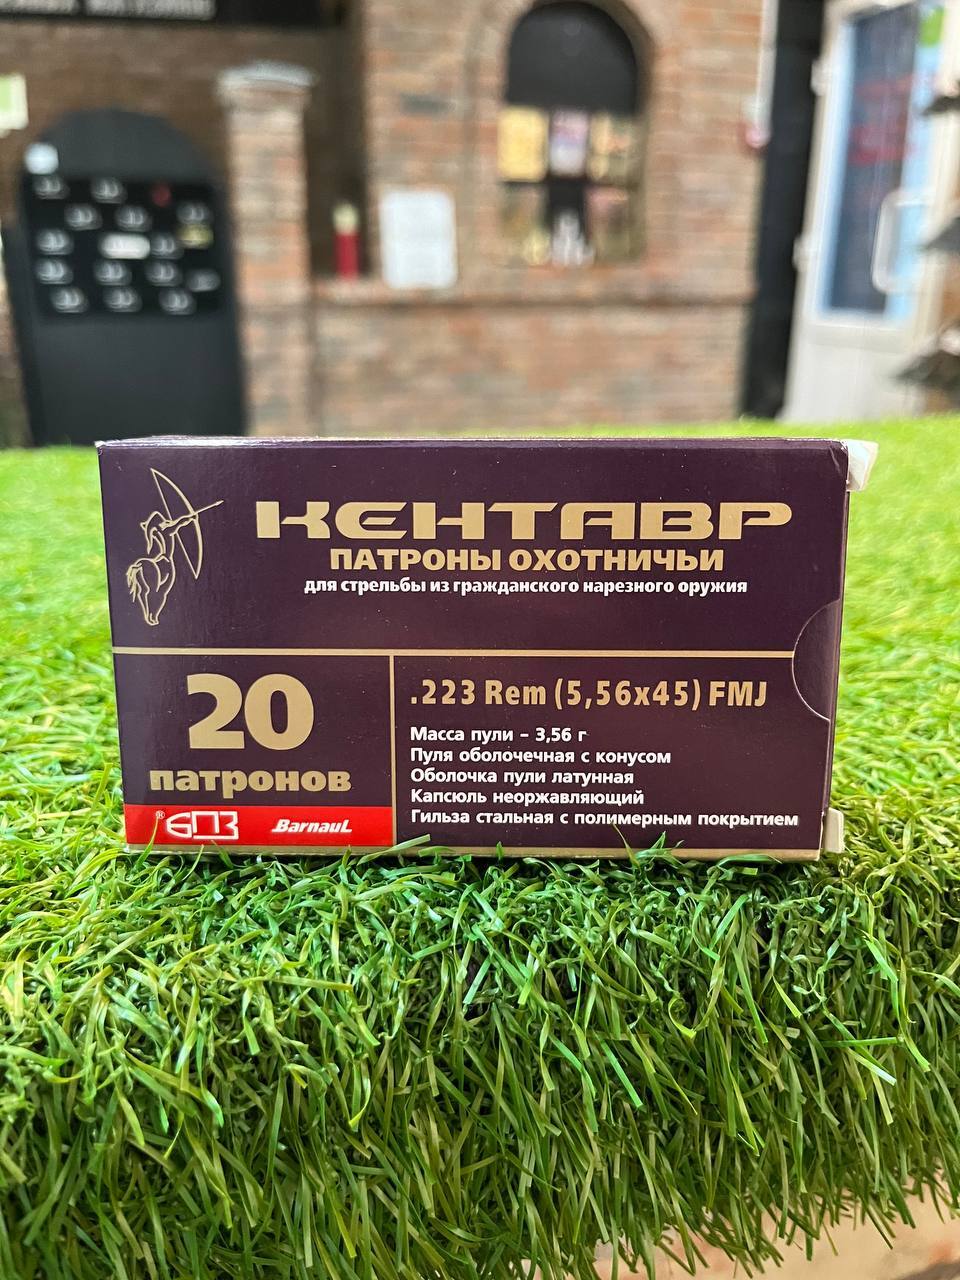 КЕНТАВР
ПАТРОНЫ ОХОТНИЧЬИ
для стрельбы из гражданского нарезного оружия
20
патронов
® БПЗ
Barnaul
.223 Rem (5,56x45) FMJ
Масса пули – 3,56 г
Пуля оболочечная с конусом
Оболочка пули латунная
Капсюль неоржавляющий
Гильза стальная с полимерным покрытием